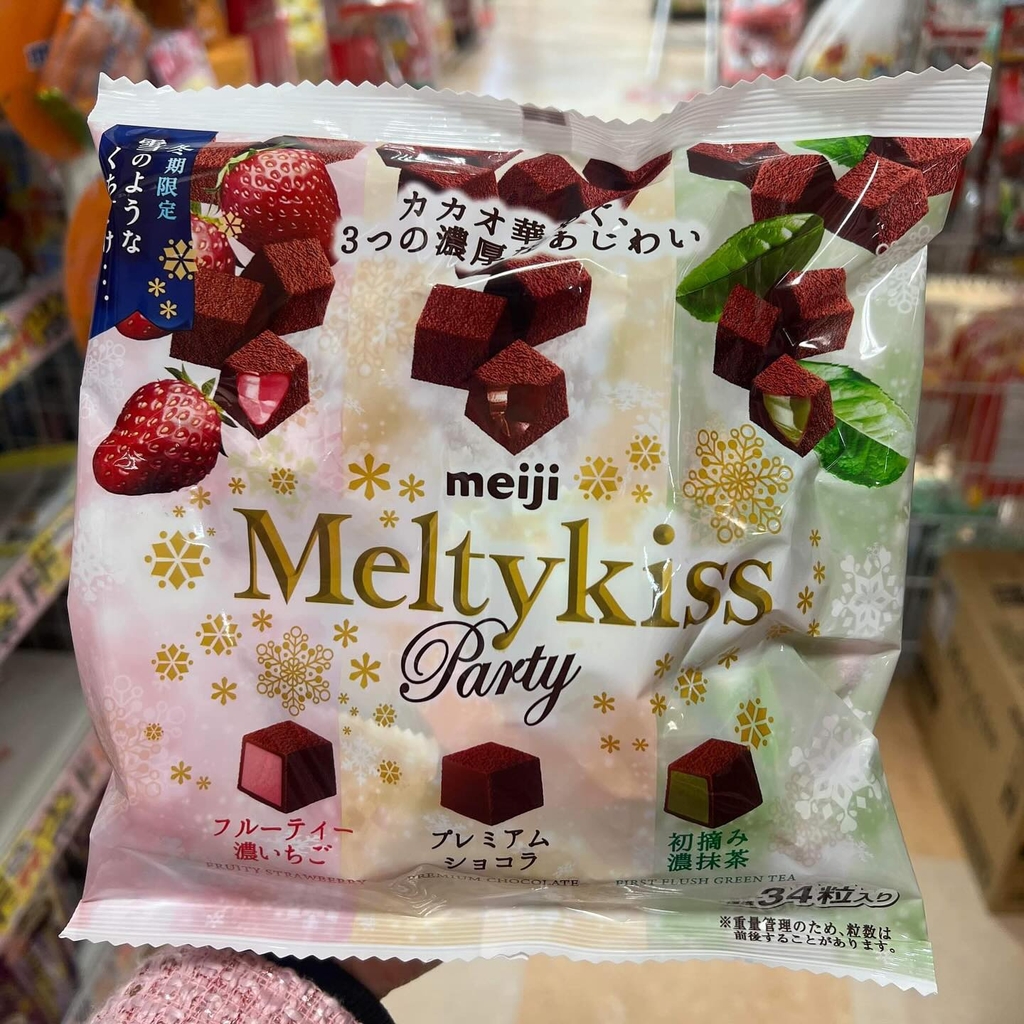 冬期限定
雪のような
くち け…
カカオ華 ぐ、
3つの濃厚 あじわい
meiji
Meltykiss
Party
フルーティー
濃いちご
FRUITY STRAWBERRY
プレミアム
ショコラ
PREMIUM CHOCOLATE
初摘み
濃抹茶
FIRST FLUSH GREEN TEA
34粒入り
※重量管理のため、粒数は
前後することがあります。